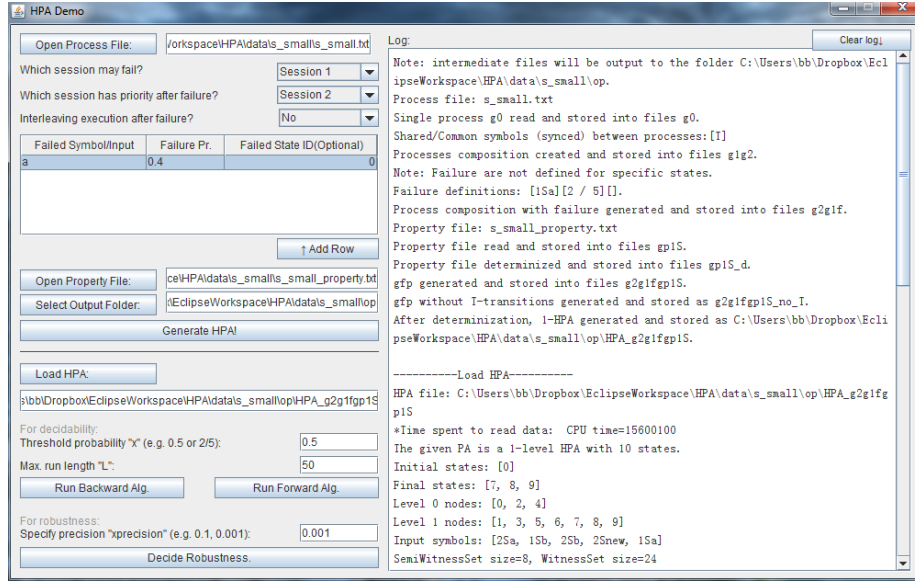 HPA Demo
Open Process File:
/orkspace\HPA\data\s_small\s_small.txt
Which session may fail?
Session 1
Which session has priority after failure?
Session 2
Interleaving execution after failure?
No
Failed Symbol/Input Failure Pr. Failed State ID(Optional)
a 0.4 0
↑ Add Row
Open Property File:
ce\HPA\data\s_small\s_small_property.txt
Select Output Folder:
:\EclipseWorkspace\HPA\data\s_small\op
Generate HPA!
Load HPA:
s\bb\Dropbox\EclipseWorkspace\HPA\data\s_small\op\HPA_g2g1fgp1S
For decidability:
Threshold probability "x" (e.g. 0.5 or 2/5):
0.5
Max. run length "L":
50
Run Backward Alg.
Run Forward Alg.
For robustness:
Specify precision "xprecision" (e.g. 0.1, 0.001):
0.001
Decide Robustness.
Log:
Clear log↓
Note: intermediate files will be output to the folder C:\Users\bb\Dropbox\Ecl
ipseWorkspace\HPA\data\s_small\op.
Process file: s_small.txt
Single process g0 read and stored into files g0.
Shared/Common symbols (synced) between processes:[I]
Processes composition created and stored into files g1g2.
Note: Failure are not defined for specific states.
Failure definitions: [1Sa][2 / 5][].
Process composition with failure generated and stored into files g2g1f.
Property file: s_small_property.txt
Property file read and stored into files gp1S.
Property file determinized and stored into files gp1S_d.
gfp generated and stored into files g2g1fgp1S.
gfp without I-transitions generated and stored as g2g1fgp1S_no_I.
After determinization, 1-HPA generated and stored as C:\Users\bb\Dropbox\Ecli
pseWorkspace\HPA\data\s_small\op\HPA_g2g1fgp1S.
----------Load HPA----------
HPA file: C:\Users\bb\Dropbox\EclipseWorkspace\HPA\data\s_small\op\HPA_g2g1fg
p1S
*Time spent to read data:  CPU time=15600100
The given PA is a 1-level HPA with 10 states.
Initial states: [0]
Final states: [7, 8, 9]
Level 0 nodes: [0, 2, 4]
Level 1 nodes: [1, 3, 5, 6, 7, 8, 9]
Input symbols: [2Sa, 1Sb, 2Sb, 2Snew, 1Sa]
SemiWitnessSet size=8, WitnessSet size=24